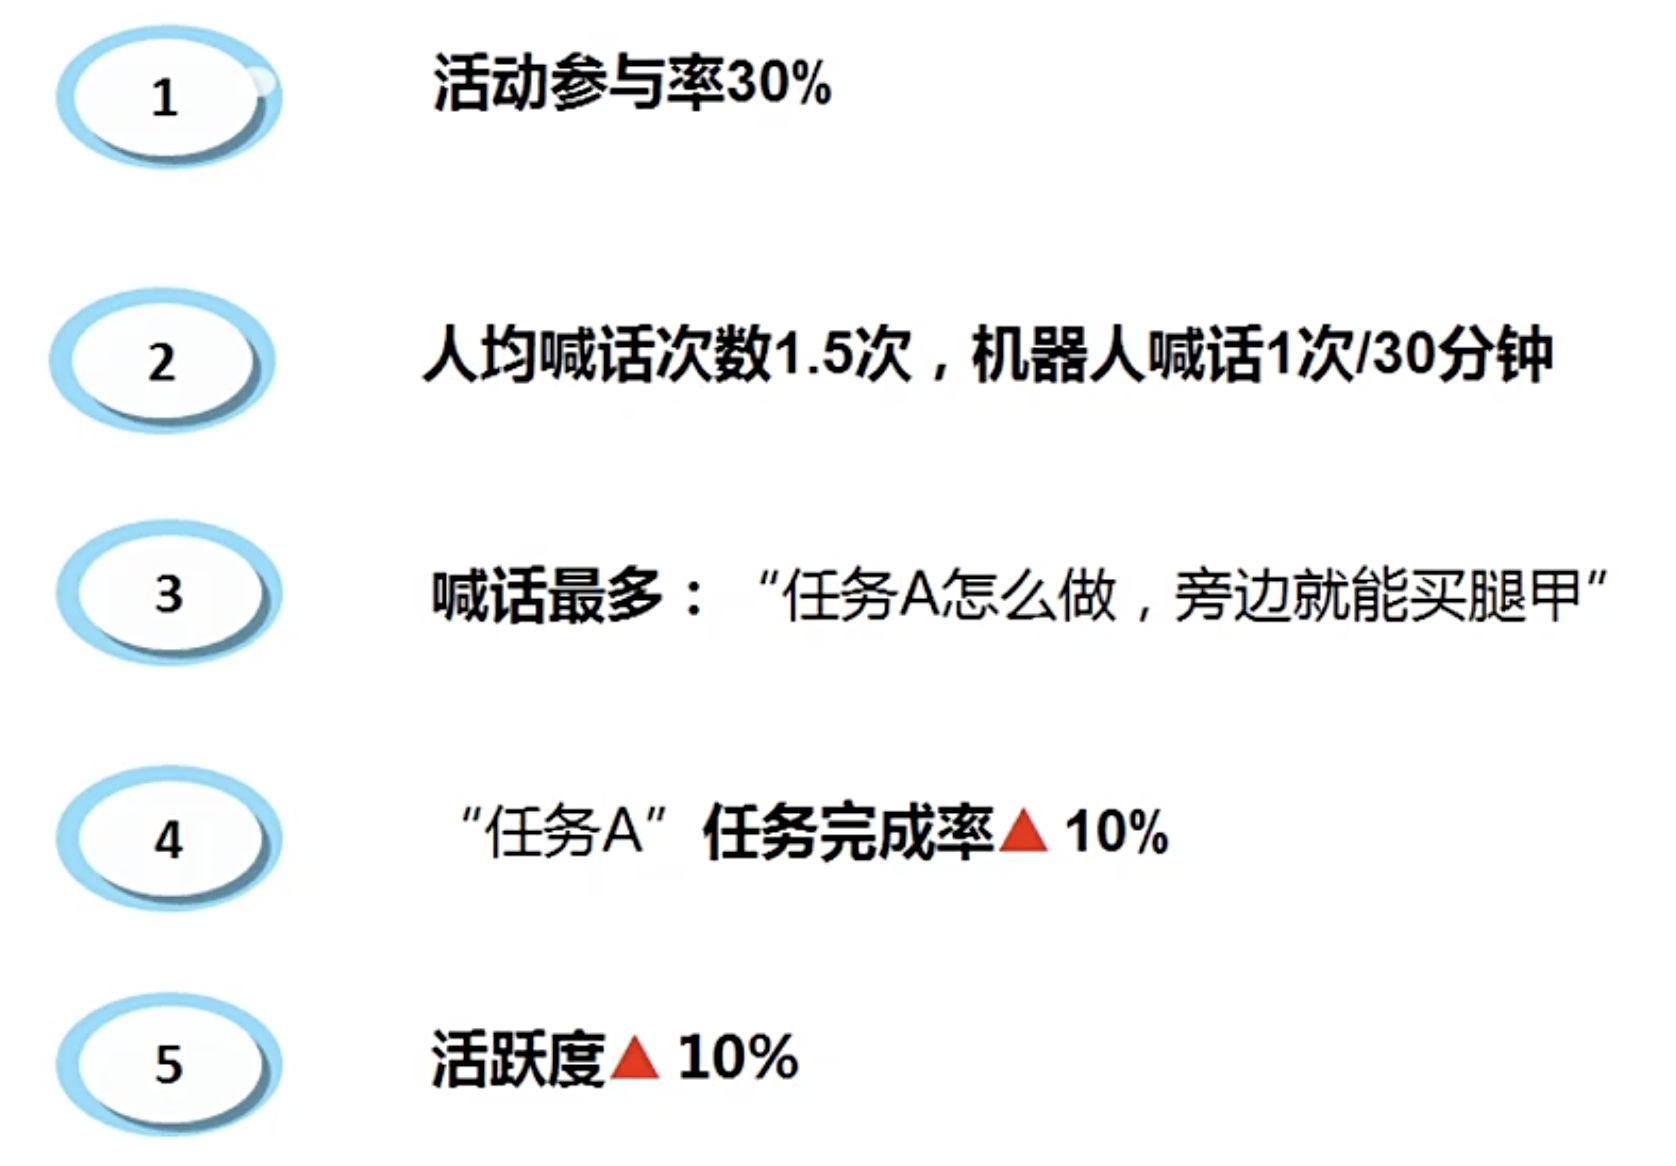 1 活动参与率30%
2 人均喊话次数1.5次，机器人喊话1次/30分钟
3 喊话最多：“任务A怎么做，旁边就能买腿甲”
4 “任务A”任务完成率▲ 10%
5 活跃度▲ 10%